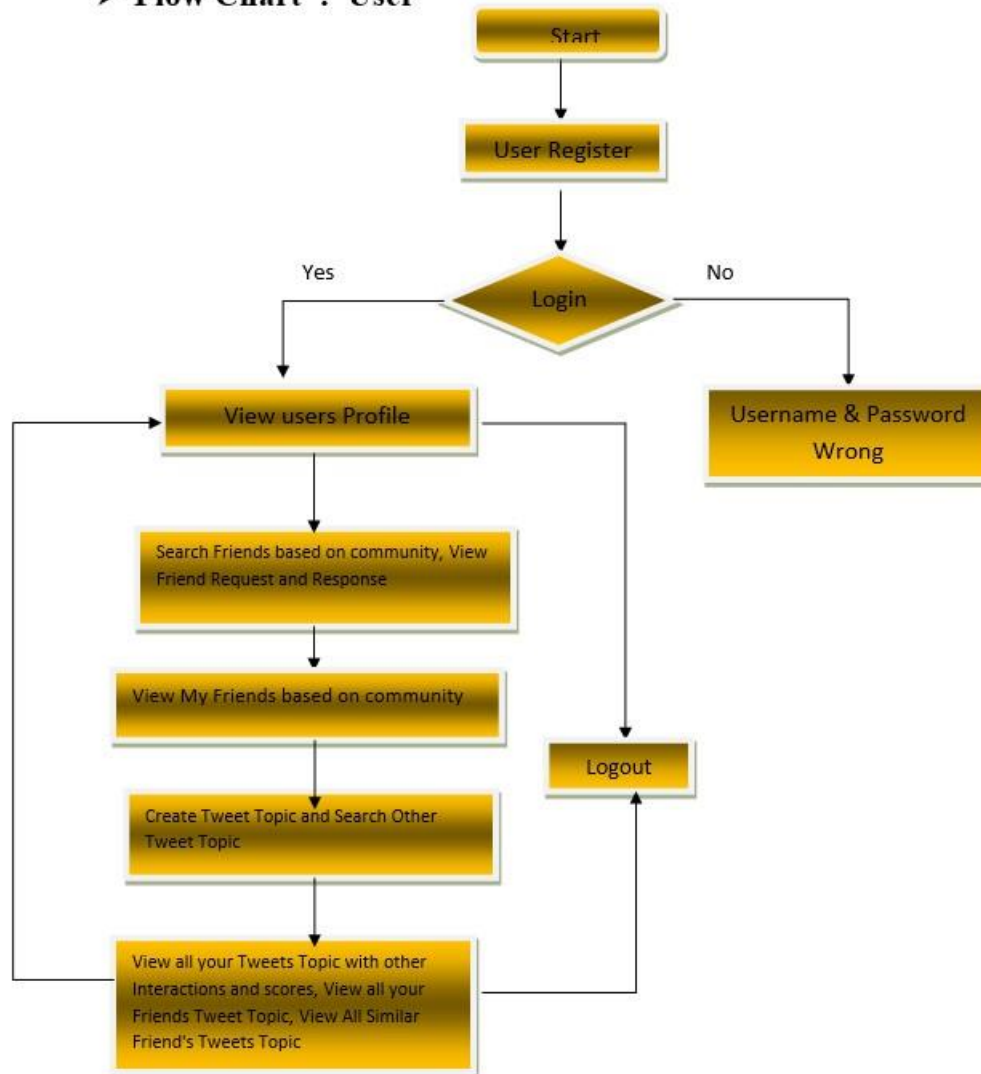 ➤ Flow Chart : User
Start
User Register
Login
Yes
No
View users Profile
Username & Password
Wrong
Search Friends based on community, View
Friend Request and Response
View My Friends based on community
Logout
Create Tweet Topic and Search Other
Tweet Topic
View all your Tweets Topic with other
Interactions and scores, View all your
Friends Tweet Topic, View All Similar
Friend's Tweets Topic